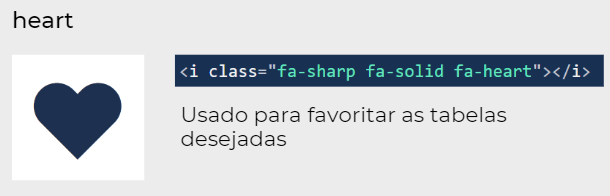 heart
<i class="fa-sharp fa-solid fa-heart"></i>
Usado para favoritar as tabelas
desejadas